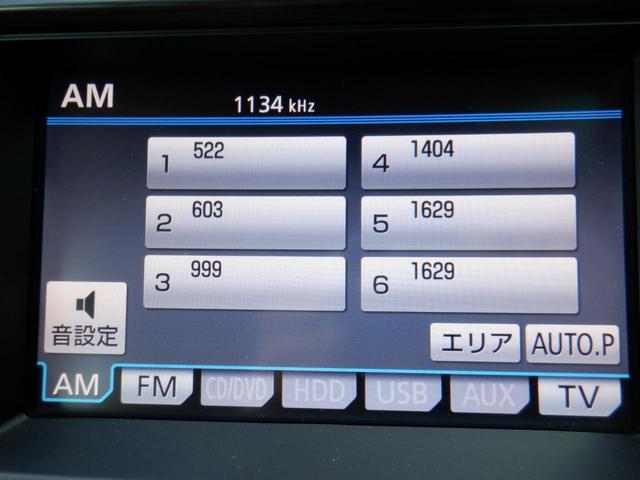 AM
1134 kHz
1 522
4 1404
2 603
5 1629
3 999
6 1629
音設定
エリア
AUTO.P
AM
FM
CD/DVD
HDD
USB
AUX
TV